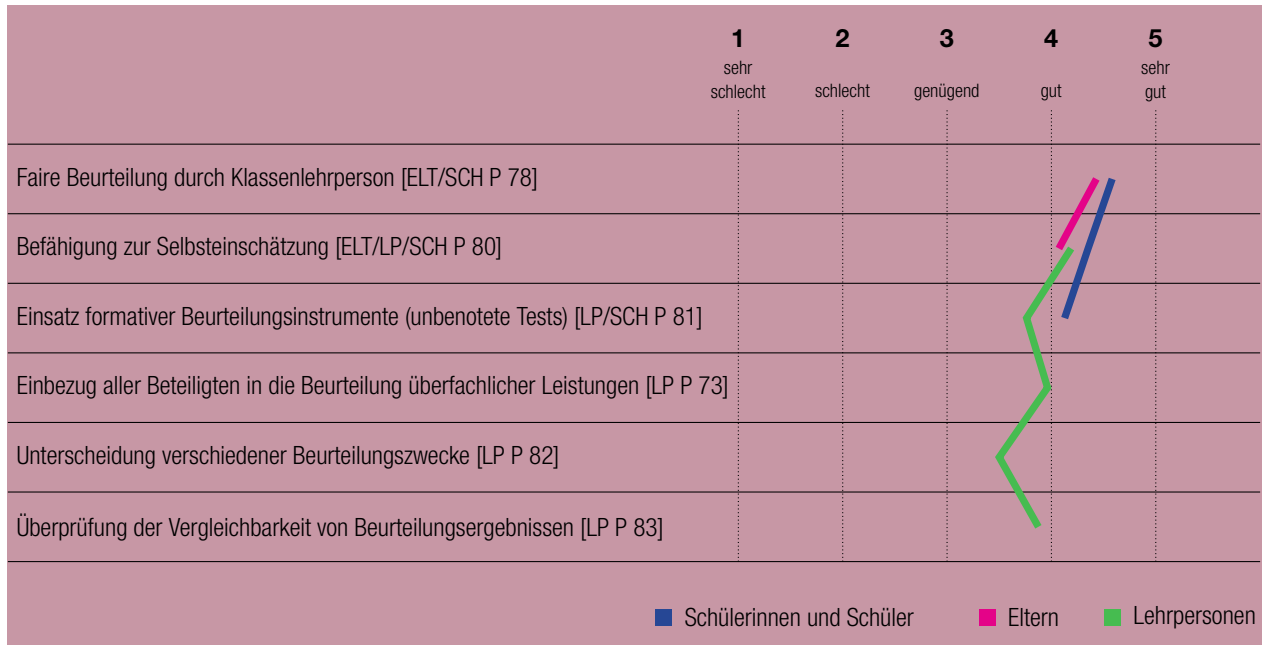 1 2 3 4 5
sehr schlecht schlecht genügend gut sehr gut
Faire Beurteilung durch Klassenlehrperson [ELT/SCH P 78]
Befähigung zur Selbsteinschätzung [ELT/LP/SCH P 80]
Einsatz formativer Beurteilungsinstrumente (unbenotete Tests) [LP/SCH P 81]
Einbezug aller Beteiligten in die Beurteilung überfachlicher Leistungen [LP P 73]
Unterscheidung verschiedener Beurteilungszwecke [LP P 82]
Überprüfung der Vergleichbarkeit von Beurteilungsergebnissen [LP P 83]
Schülerinnen und Schüler Eltern Lehrpersonen